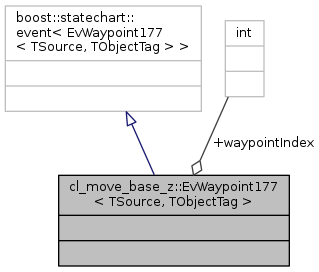 boost::statechart::
event< EvWaypoint177
< TSource, TObjectTag > >
int
+waypointIndex
cl_move_base_z::EvWaypoint177
< TSource, TObjectTag >